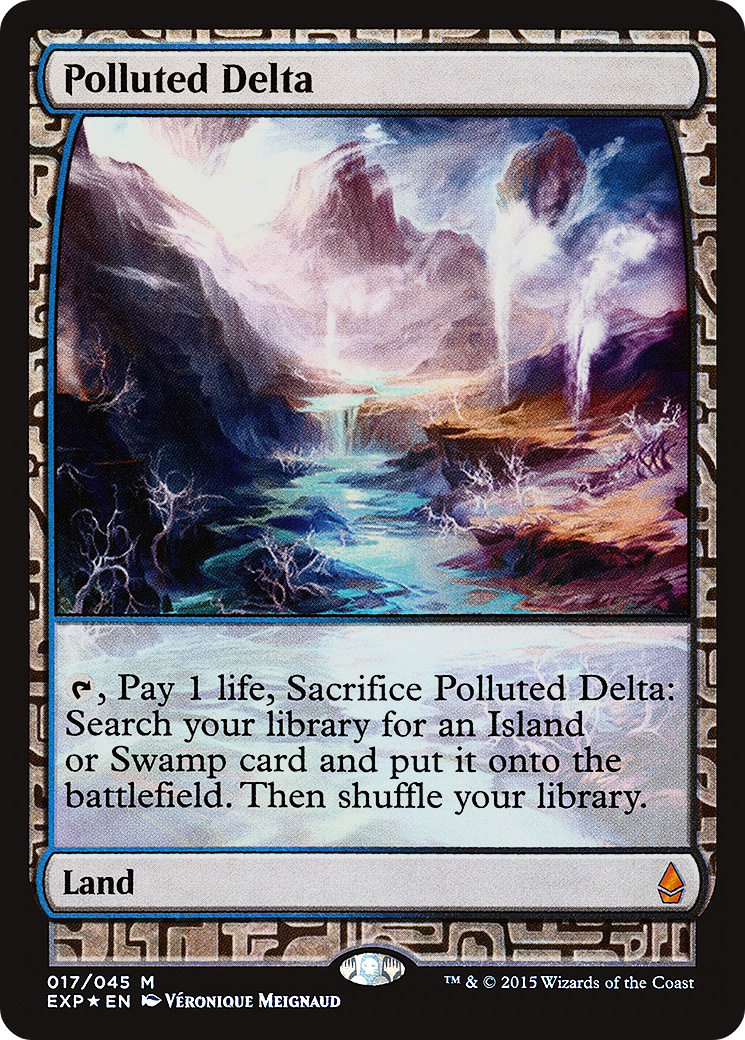 Polluted Delta
, Pay 1 life, Sacrifice Polluted Delta:
Search your library for an Island
or Swamp card and put it onto the
battlefield. Then shuffle your library.
Land
017/045 M
EXP★EN VÉRONIQUE MEIGNAUD
™ & © 2015 Wizards of the Coast